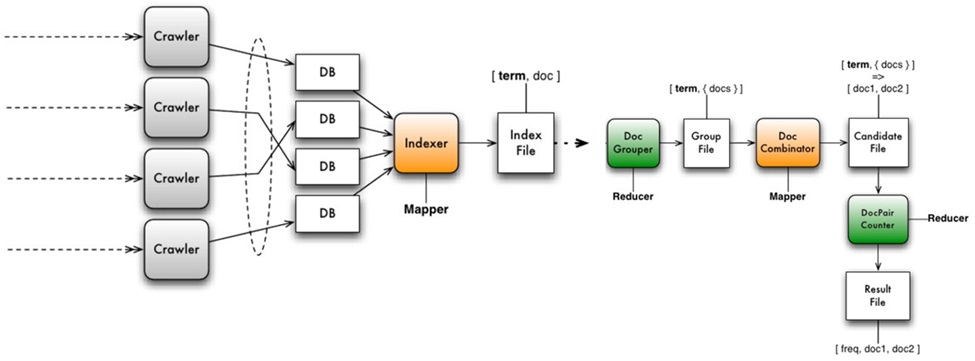 Crawler
Crawler
Crawler
Crawler
DB
DB
DB
DB
Indexer
Mapper
[ term, doc ]
Index
File
Doc
Grouper
Reducer
[ term, { docs } ]
Group
File
Doc
Combinator
Mapper
[ term, { docs } ]
=>
[ doc1, doc2 ]
Candidate
File
DocPair
Counter
Reducer
Result
File
[ freq, doc1, doc2 ]